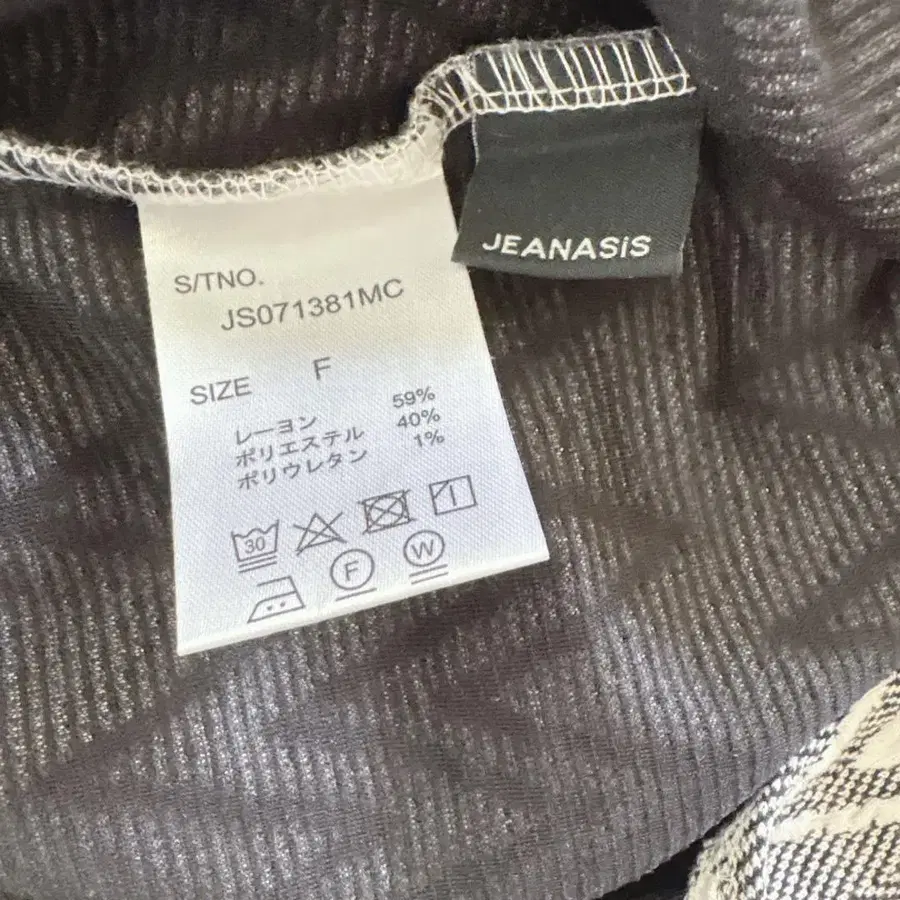 JEANASiS
S/TNO.
JS071381MC
SIZE F
レーヨン 59%
ポリエステル 40%
ポリウレタン 1%
30
F W